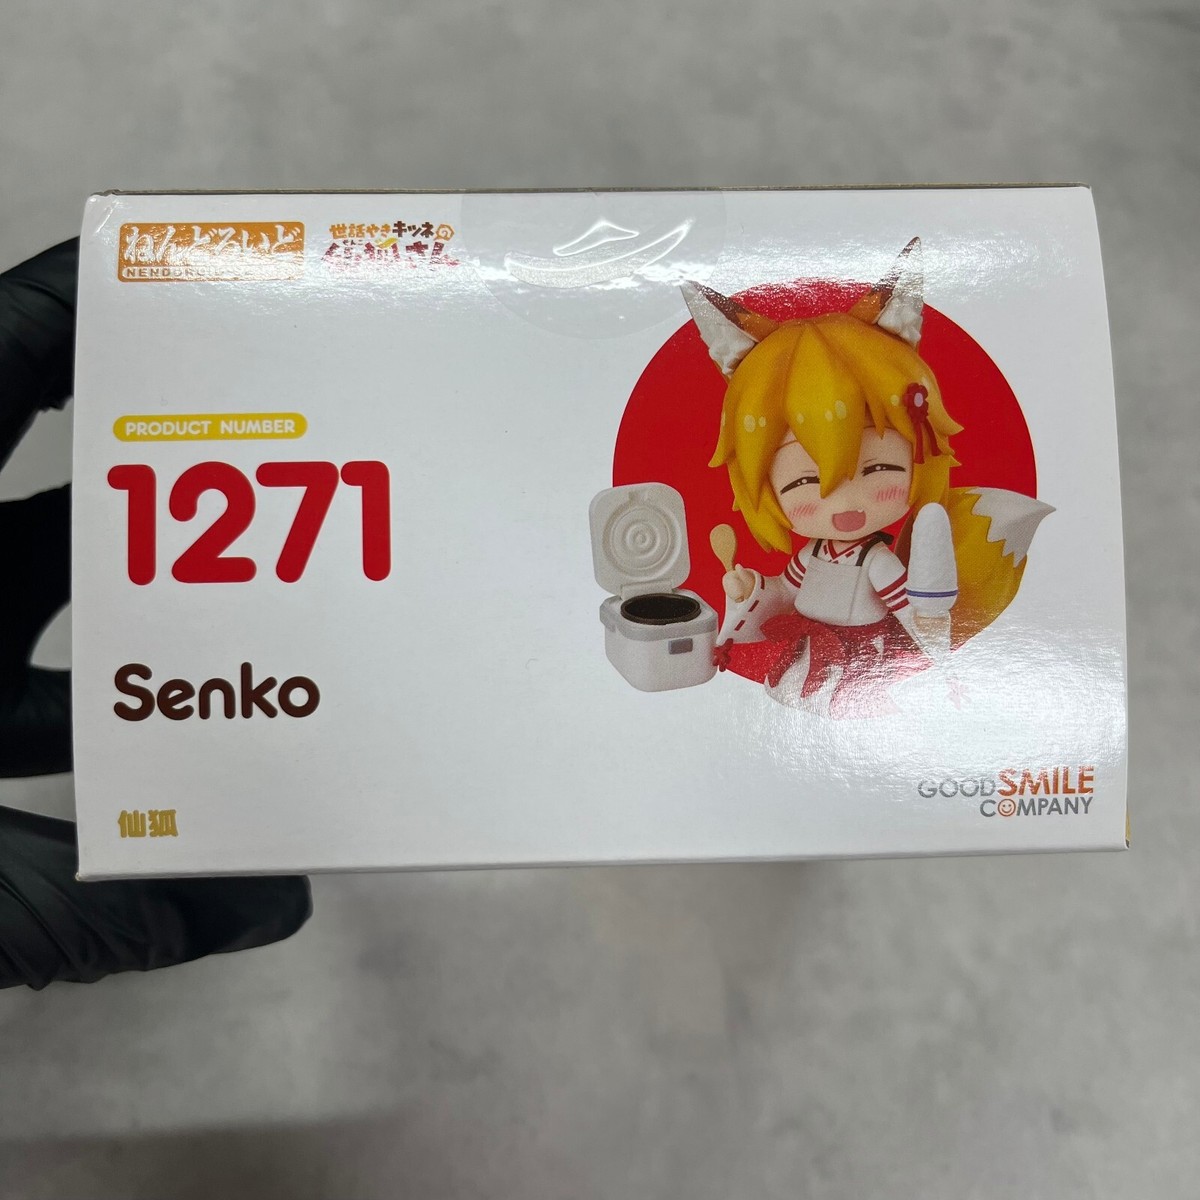 ねんどろいど
NENDOROID
世話やきキツネの
仙狐さん
PRODUCT NUMBER
1271
Senko
仙狐
GOOD SMILE
COMPANY